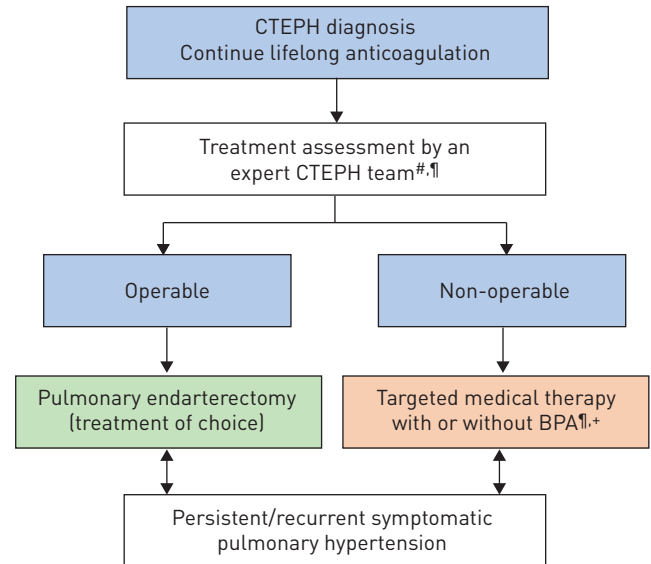 CTEPH diagnosis
Continue lifelong anticoagulation
Treatment assessment by an
expert CTEPH team#,¶
Operable
Non-operable
Pulmonary endarterectomy
(treatment of choice)
Targeted medical therapy
with or without BPA¶,+
Persistent/recurrent symptomatic
pulmonary hypertension